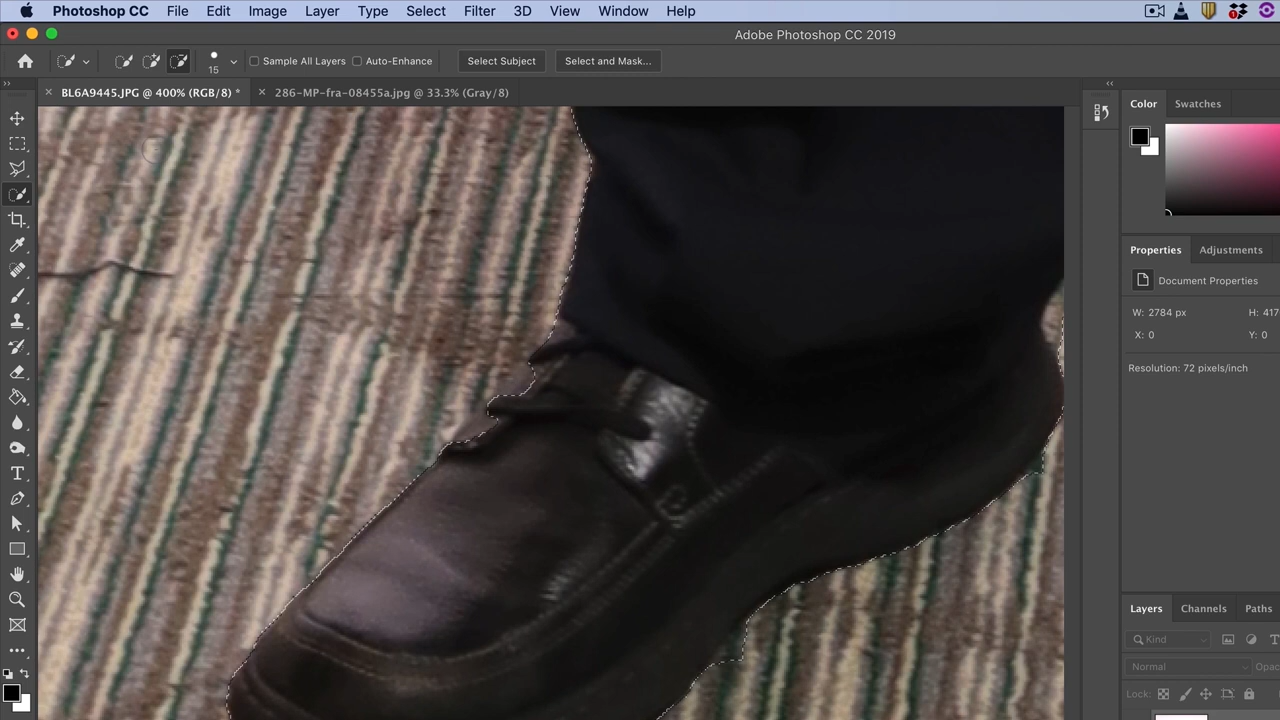 Photoshop CC File Edit Image Layer Type Select Filter 3D View Window Help
Adobe Photoshop CC 2019
15 Sample All Layers Auto-Enhance Select Subject Select and Mask...
BL6A9445.JPG @ 400% (RGB/8) * 286-MP-fra-08455a.jpg @ 33.3% (Gray/8)
Color Swatches
Properties Adjustments
Document Properties
W: 2784 px H: 417
X: 0 Y: 0
Resolution: 72 pixels/inch
Layers Channels Paths
Kind
Normal Opac
Lock: